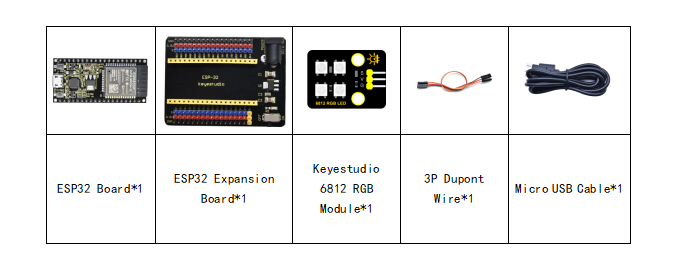 ESP-32
keyestudio
6812 RGB LED
ESP32 Board*1
ESP32 Expansion
Board*1
Keyestudio
6812 RGB
Module*1
3P Dupont
Wire*1
Micro USB Cable*1